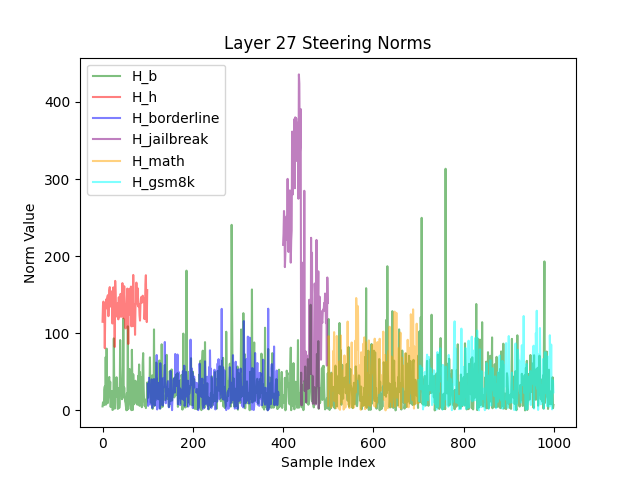 Layer 27 Steering Norms
H_b
H_h
H_borderline
H_jailbreak
H_math
H_gsm8k
Norm Value
400
300
200
100
0
0
200
400
600
800
1000
Sample Index